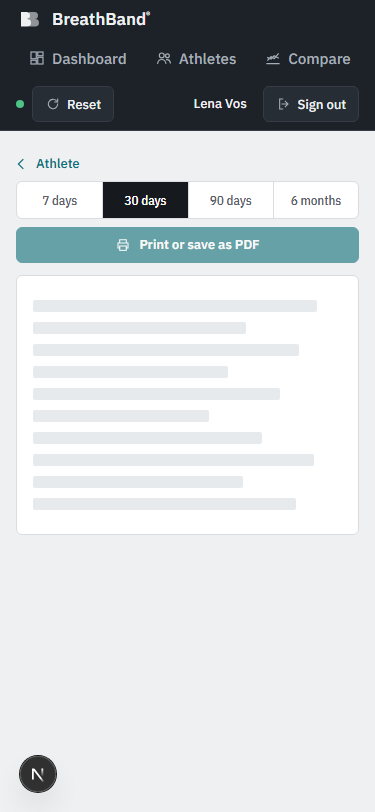 BreathBand®
Dashboard Athletes Compare
Reset Lena Vos Sign out
Athlete
7 days 30 days 90 days 6 months
Print or save as PDF
N